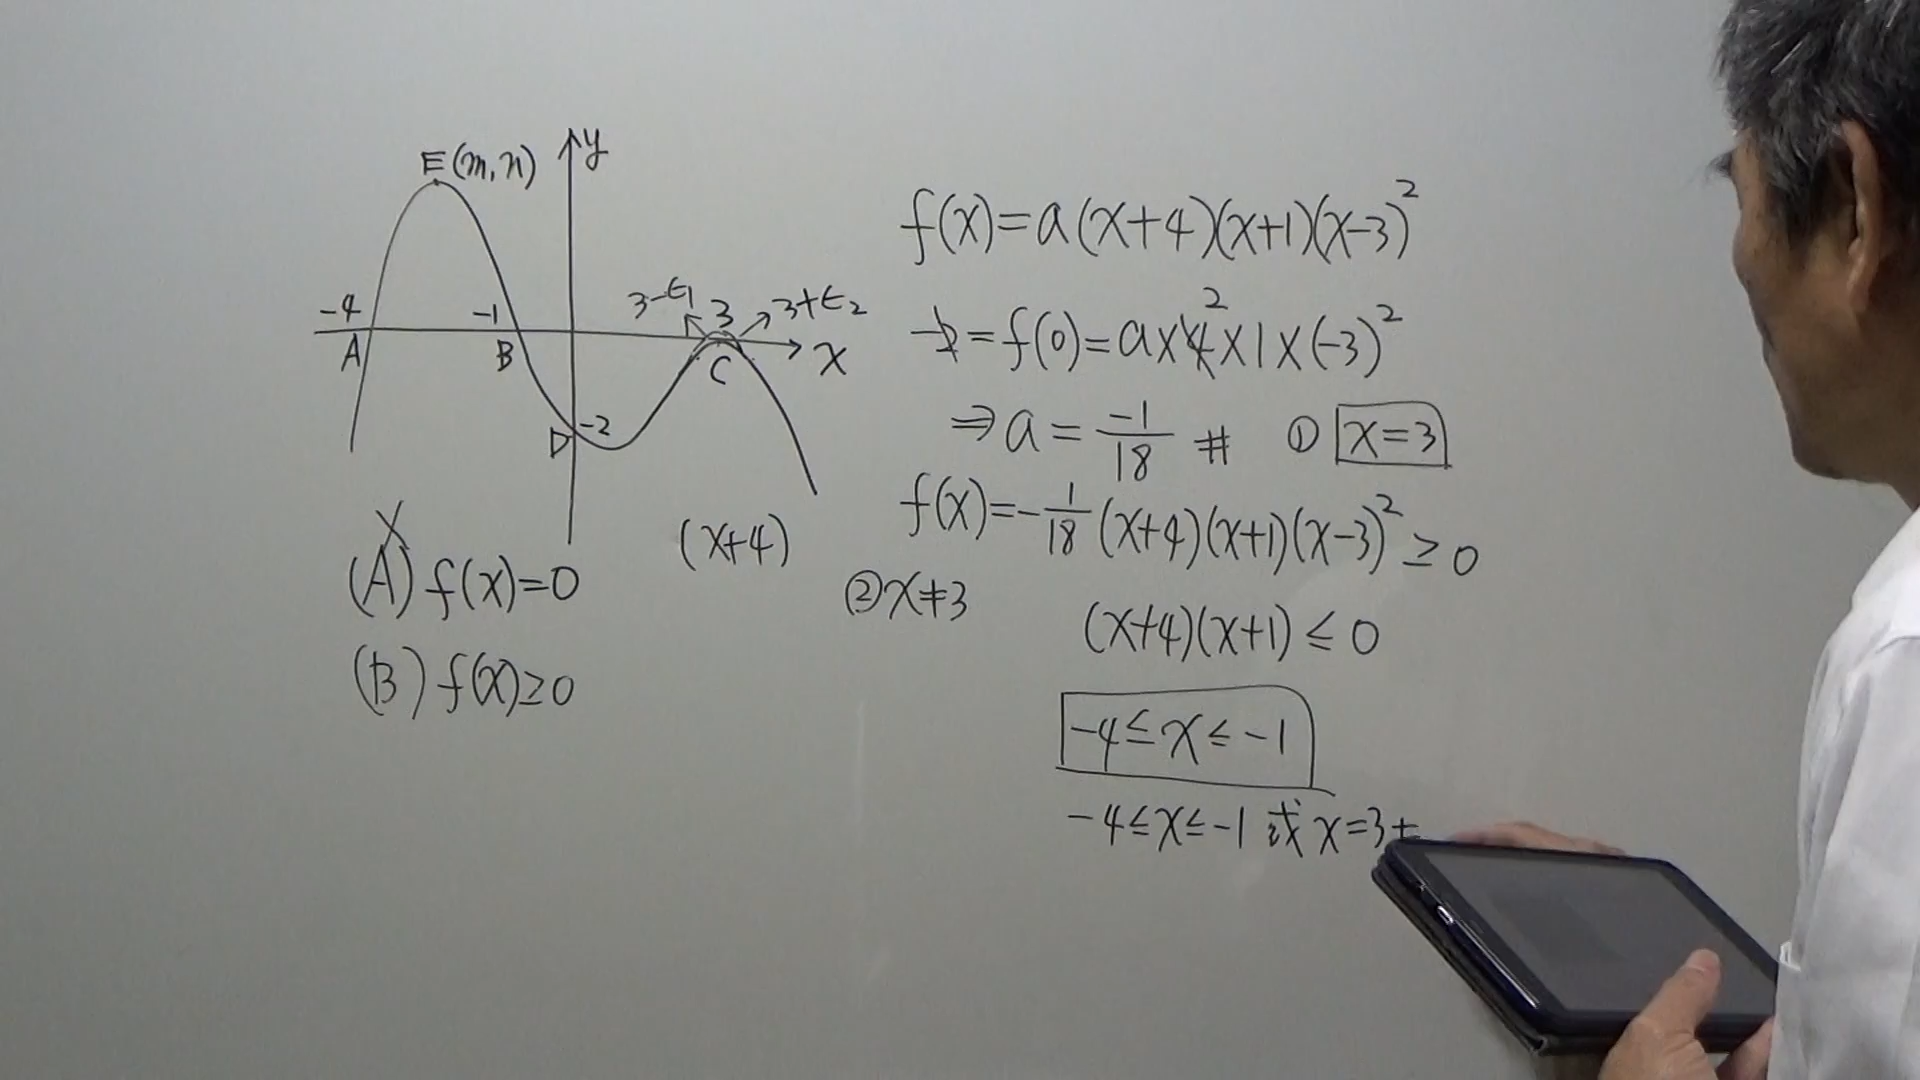 E(m,n)
y
-4
-1
3-ε₁
3
3+ε₂
A
B
C
x
D
-2
(x+4)
X
(A) f(x)=0
(B) f(x)≥0
f(x)=a(x+4)(x+1)(x-3)²
-2=f(0)=a×4×1×(-3)²
2
⇒a=-1/18 #
① x=3
f(x)=-1/18(x+4)(x+1)(x-3)²≥0
②x≠3
(x+4)(x+1)≤0
-4≤x≤-1
-4≤x≤-1 或 x=3#